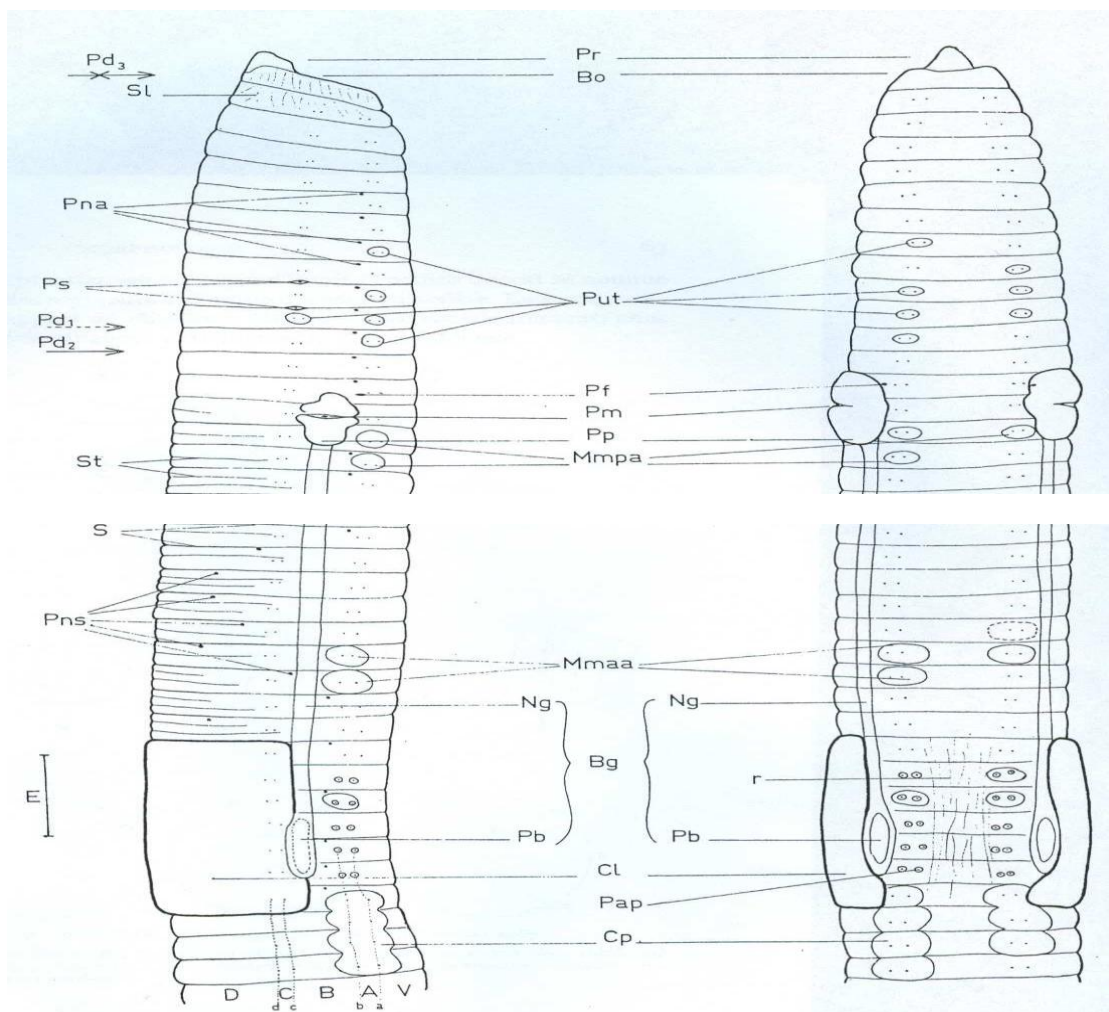 Pd₃
Sl
Pr
Bo
Pna
Ps
Pd₁
Pd₂
Put
Pf
Pm
Pp
Mmpa
St
S
Pns
Mmaa
Ng
Bg
Ng
E
r
Pb
Pb
Cl
Pap
Cp
D C B A V
d c b a